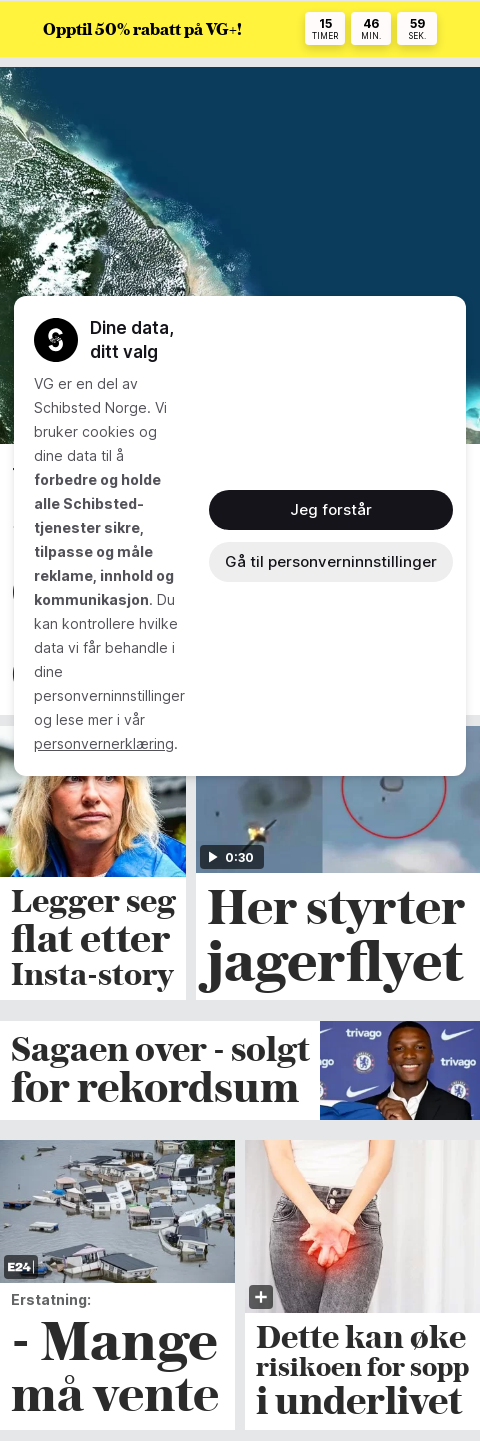 Opptil 50% rabatt på VG+!
15 46 59
TIMER MIN. SEK.
Dine data,
ditt valg
VG er en del av
Schibsted Norge. Vi
bruker cookies og
dine data til å
forbedre og holde
alle Schibsted-
tjenester sikre,
tilpasse og måle
reklame, innhold og
kommunikasjon. Du
kan kontrollere hvilke
data vi får behandle i
dine
personverninnstillinger
og lese mer i vår
personvernerklæring.
Jeg forstår
Gå til personverninnstillinger
0:30
Legger seg
flat etter
Insta-story
Her styrter
jagerflyet
Sagaen over - solgt
for rekordsum
trivago
trivago
trivago
E24
Erstatning:
- Mange
må vente
Dette kan øke
risikoen for sopp
i underlivet